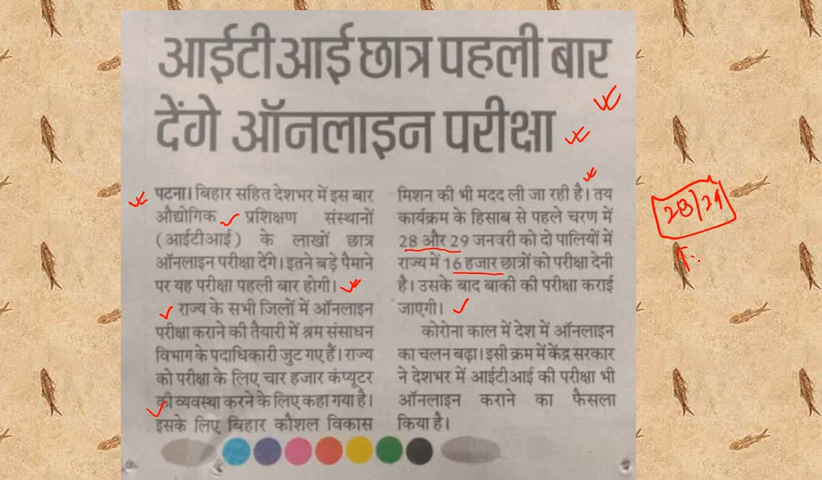 आईटीआई छात्र पहली बार
देंगे ऑनलाइन परीक्षा
पटना। बिहार सहित देशभर में इस बार
औद्योगिक प्रशिक्षण संस्थानों
(आईटीआई) के लाखों छात्र
ऑनलाइन परीक्षा देंगे। इतने बड़े पैमाने
पर यह परीक्षा पहली बार होगी।
राज्य के सभी जिलों में ऑनलाइन
परीक्षा कराने की तैयारी में श्रम संसाधन
विभाग के पदाधिकारी जुट गए हैं। राज्य
को परीक्षा के लिए चार हजार कंप्यूटर
की व्यवस्था करने के लिए कहा गया है।
इसके लिए बिहार कौशल विकास
मिशन की भी मदद ली जा रही है। तय
कार्यक्रम के हिसाब से पहले चरण में
28 और 29 जनवरी को दो पालियों में
राज्य में 16 हजार छात्रों को परीक्षा देनी
है। उसके बाद बाकी की परीक्षा कराई
जाएगी।
कोरोना काल में देश में ऑनलाइन
का चलन बढ़ा। इसी क्रम में केंद्र सरकार
ने देशभर में आईटीआई की परीक्षा भी
ऑनलाइन कराने का फैसला
किया है।
28/29